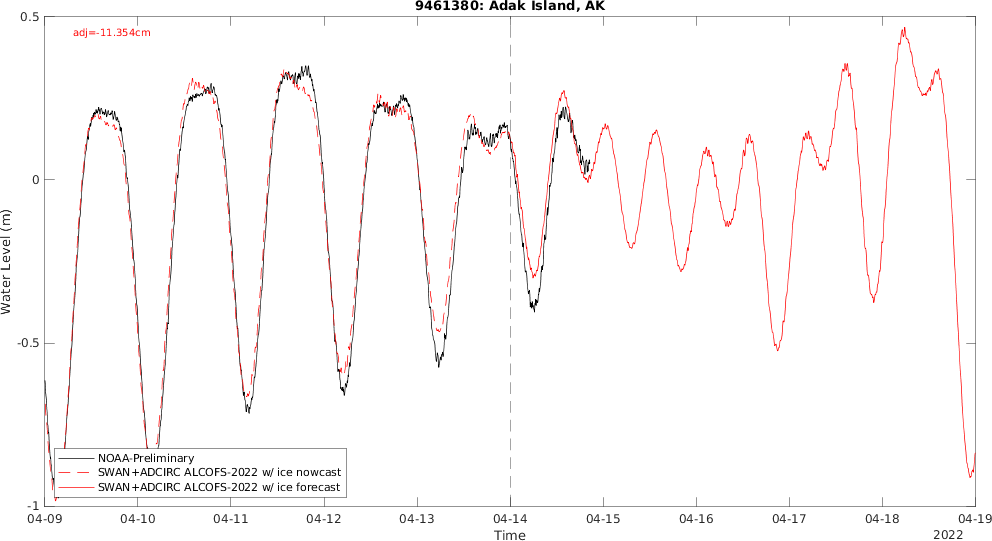 9461380: Adak Island, AK
adj=-11.354cm
0.5
0
-0.5
-1
Water Level (m)
NOAA-Preliminary
SWAN+ADCIRC ALCOFS-2022 w/ ice nowcast
SWAN+ADCIRC ALCOFS-2022 w/ ice forecast
04-09 04-10 04-11 04-12 04-13 04-14 04-15 04-16 04-17 04-18 04-19
Time
2022